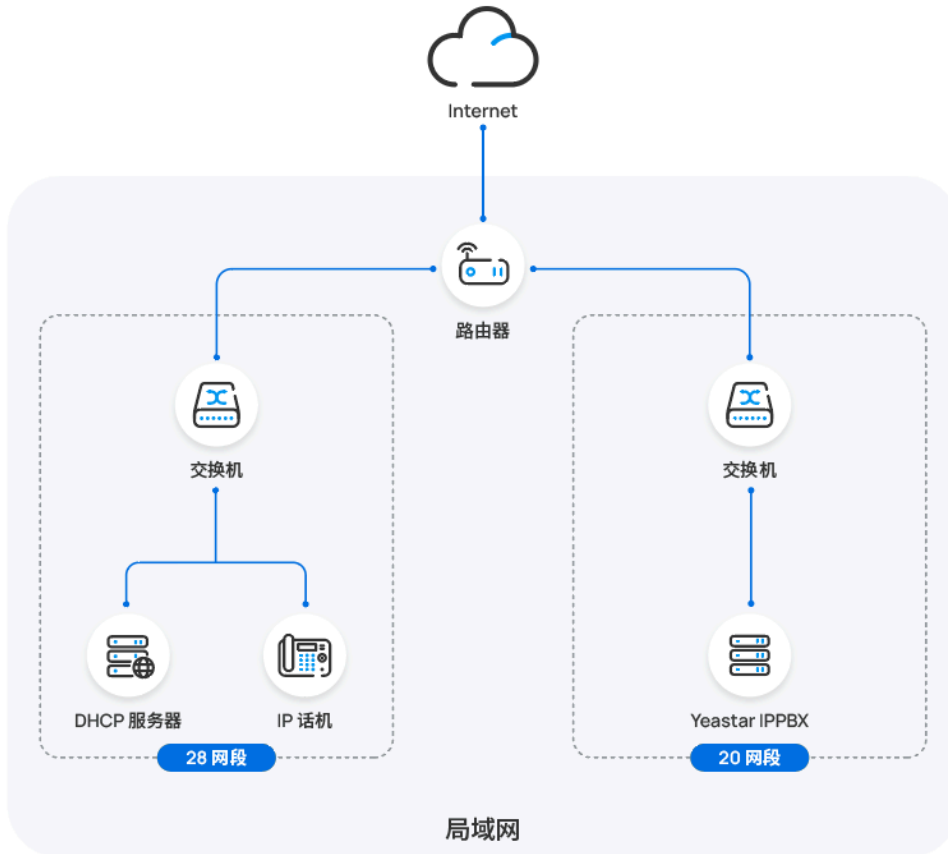 Internet
路由器
交换机
交换机
DHCP 服务器
IP 话机
Yeastar IPPBX
28 网段
20 网段
局域网